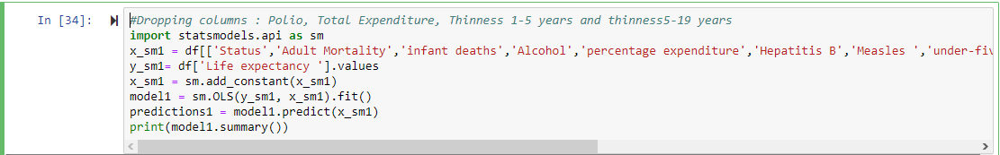 In [34]:
#Dropping columns : Polio, Total Expenditure, Thinness 1-5 years and thinness5-19 years
import statsmodels.api as sm
x_sm1 = df[['Status','Adult Mortality','infant deaths','Alcohol','percentage expenditure','Hepatitis B','Measles ','under-fiv
y_sm1= df['Life expectancy '].values
x_sm1 = sm.add_constant(x_sm1)
model1 = sm.OLS(y_sm1, x_sm1).fit()
predictions1 = model1.predict(x_sm1)
print(model1.summary())